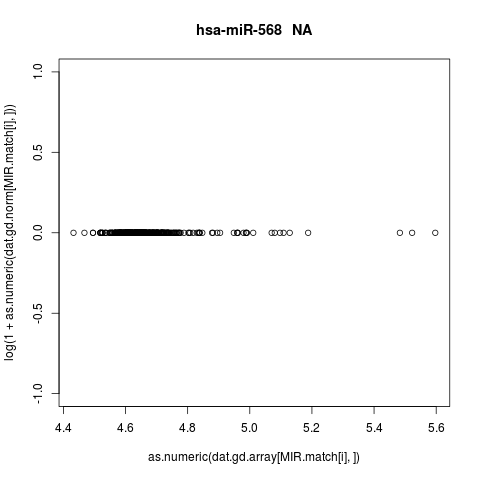 hsa-miR-568 NA
log(1 + as.numeric(dat.gd.norm[MIR.match[i], ]))
1.0
0.5
0.0
-0.5
-1.0
4.4 4.6 4.8 5.0 5.2 5.4 5.6
as.numeric(dat.gd.array[MIR.match[i], ])